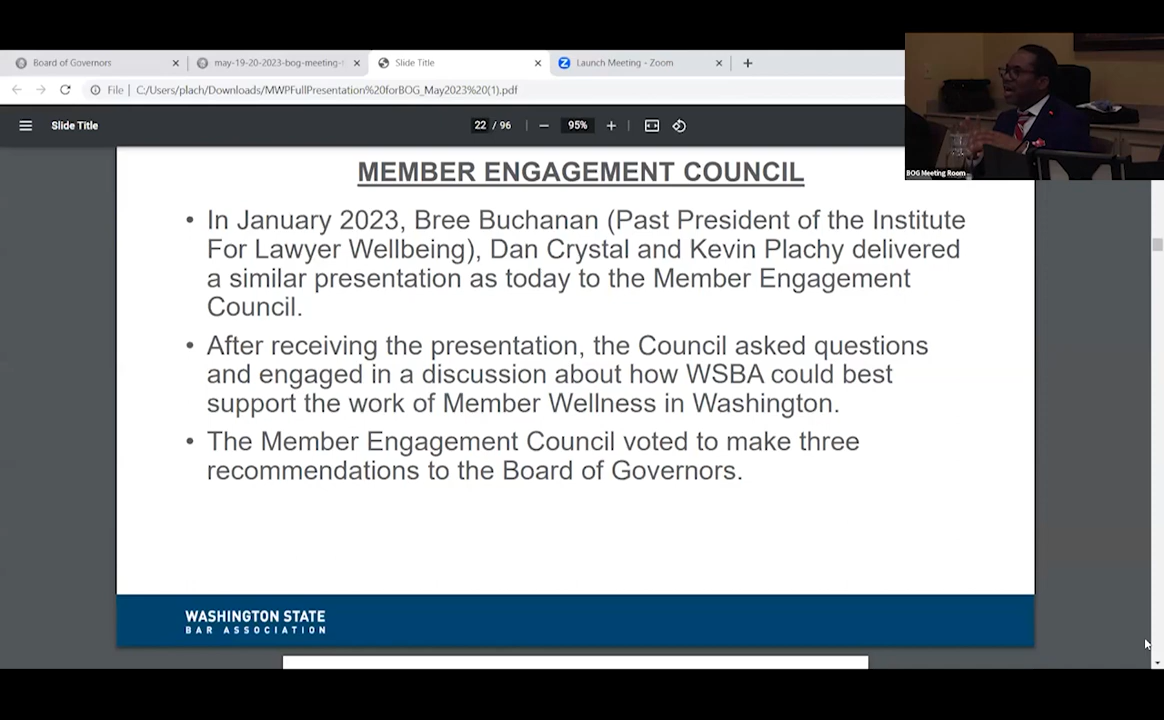 Board of Governors
may-19-20-2023-bog-meeting-
Slide Title
Launch Meeting - Zoom
File
C:/Users/plach/Downloads/MWPFullPresentation%20forBOG_May2023%20(1).pdf
Slide Title
22 / 96
95%
BOG Meeting Room
MEMBER ENGAGEMENT COUNCIL
• In January 2023, Bree Buchanan (Past President of the Institute
For Lawyer Wellbeing), Dan Crystal and Kevin Plachy delivered
a similar presentation as today to the Member Engagement
Council.
• After receiving the presentation, the Council asked questions
and engaged in a discussion about how WSBA could best
support the work of Member Wellness in Washington.
• The Member Engagement Council voted to make three
recommendations to the Board of Governors.
WASHINGTON STATE
BAR ASSOCIATION